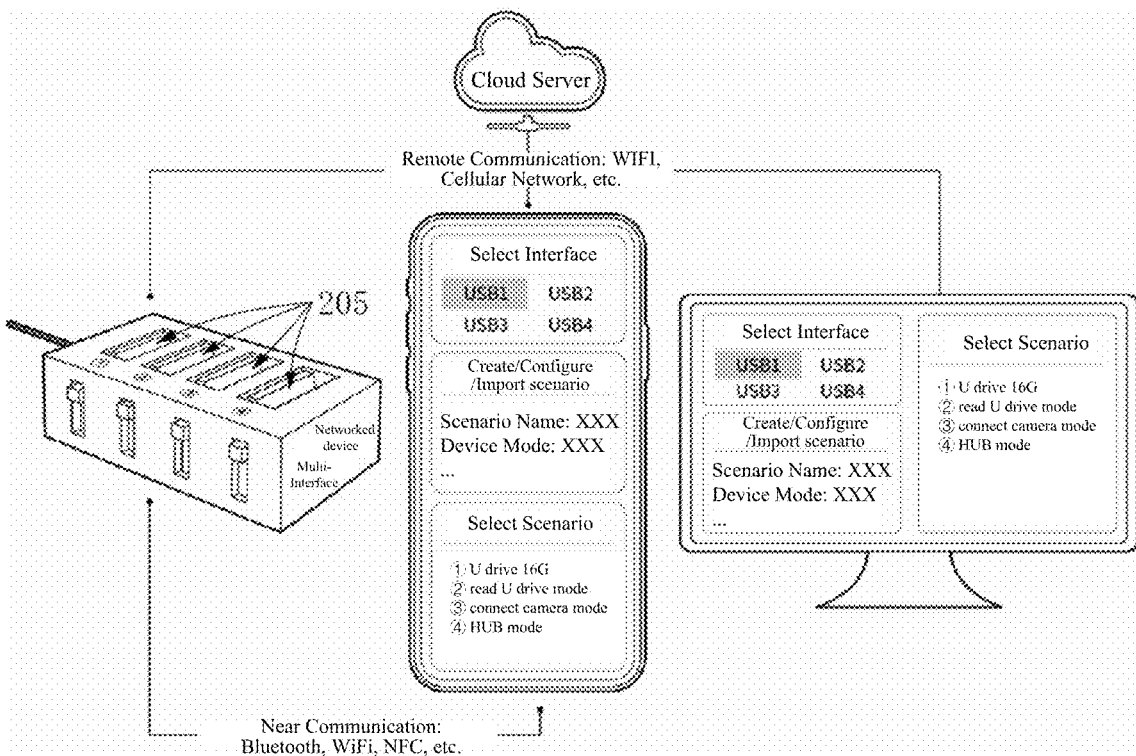 Cloud Server
Remote Communication: WIFI,
Cellular Network, etc.
205
Networked
device
Multi-
Interface
Select Interface
USB1 USB2
USB3 USB4
Create/Configure
/Import scenario
Scenario Name: XXX
Device Mode: XXX
...
Select Scenario
① U drive 16G
② read U drive mode
③ connect camera mode
④ HUB mode
Select Interface
USB1 USB2
USB3 USB4
Create/Configure
/Import scenario
Scenario Name: XXX
Device Mode: XXX
...
Select Scenario
① U drive 16G
② read U drive mode
③ connect camera mode
④ HUB mode
Near Communication:
Bluetooth, WiFi, NFC, etc.